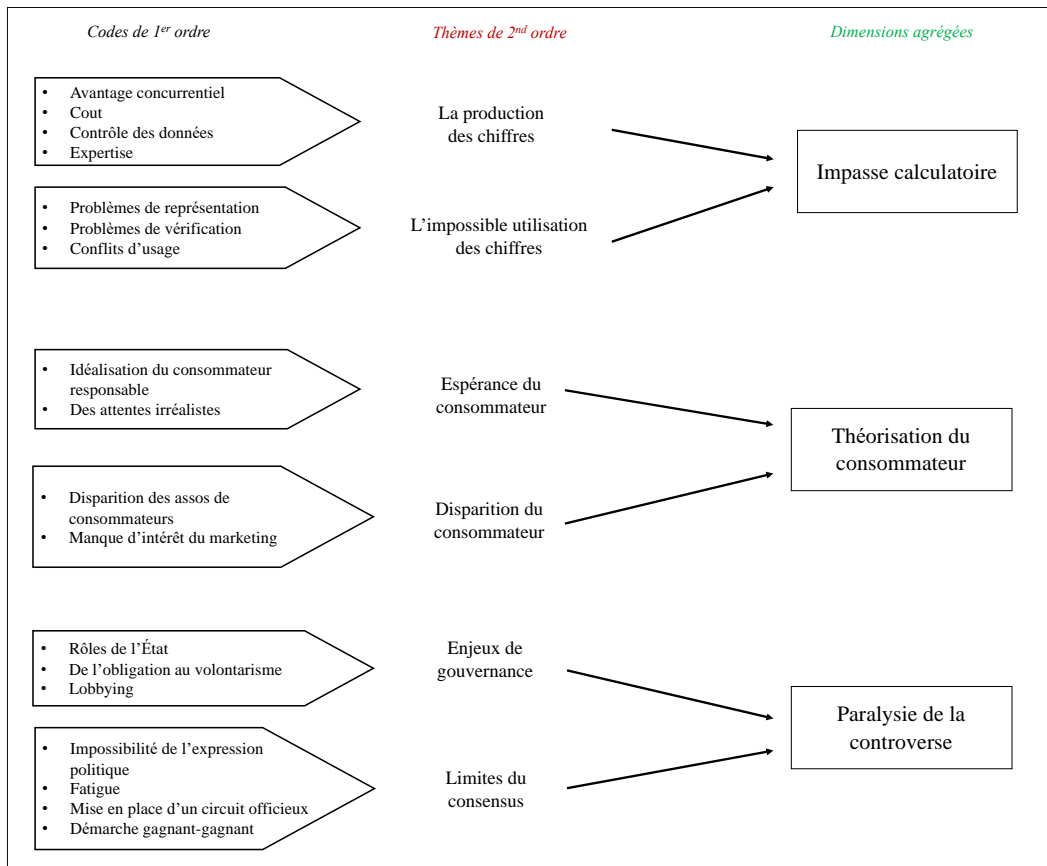 Codes de 1er ordre
Thèmes de 2nd ordre
Dimensions agrégées
• Avantage concurrentiel
• Cout
• Contrôle des données
• Expertise
La production
des chiffres
Impasse calculatoire
• Problèmes de représentation
• Problèmes de vérification
• Conflits d’usage
L’impossible utilisation
des chiffres
• Idéalisation du consommateur
responsable
• Des attentes irréalistes
Espérance du
consommateur
Théorisation du
consommateur
• Disparition des assos de
consommateurs
• Manque d’intérêt du marketing
Disparition du
consommateur
• Rôles de l’État
• De l’obligation au volontarisme
• Lobbying
Enjeux de
gouvernance
Paralysie de la
controverse
• Impossibilité de l’expression
politique
• Fatigue
• Mise en place d’un circuit officieux
• Démarche gagnant-gagnant
Limites du
consensus